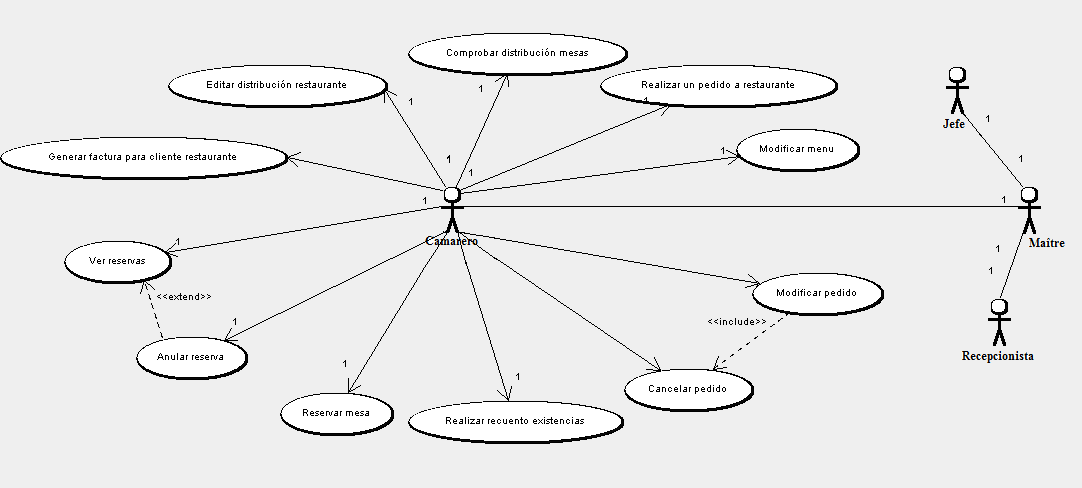 Comprobar distribución mesas
Editar distribución restaurante
1
1
Realizar un pedido a restaurante
1
Jefe
1
Generar factura para cliente restaurante
1
1
1
Modificar menu
1
1
1
Camarero
Maître
Ver reservas
1
1
<<extend>>
1
Modificar pedido
<<include>>
1
Anular reserva
Recepcionista
1
1
Cancelar pedido
Reservar mesa
Realizar recuento existencias